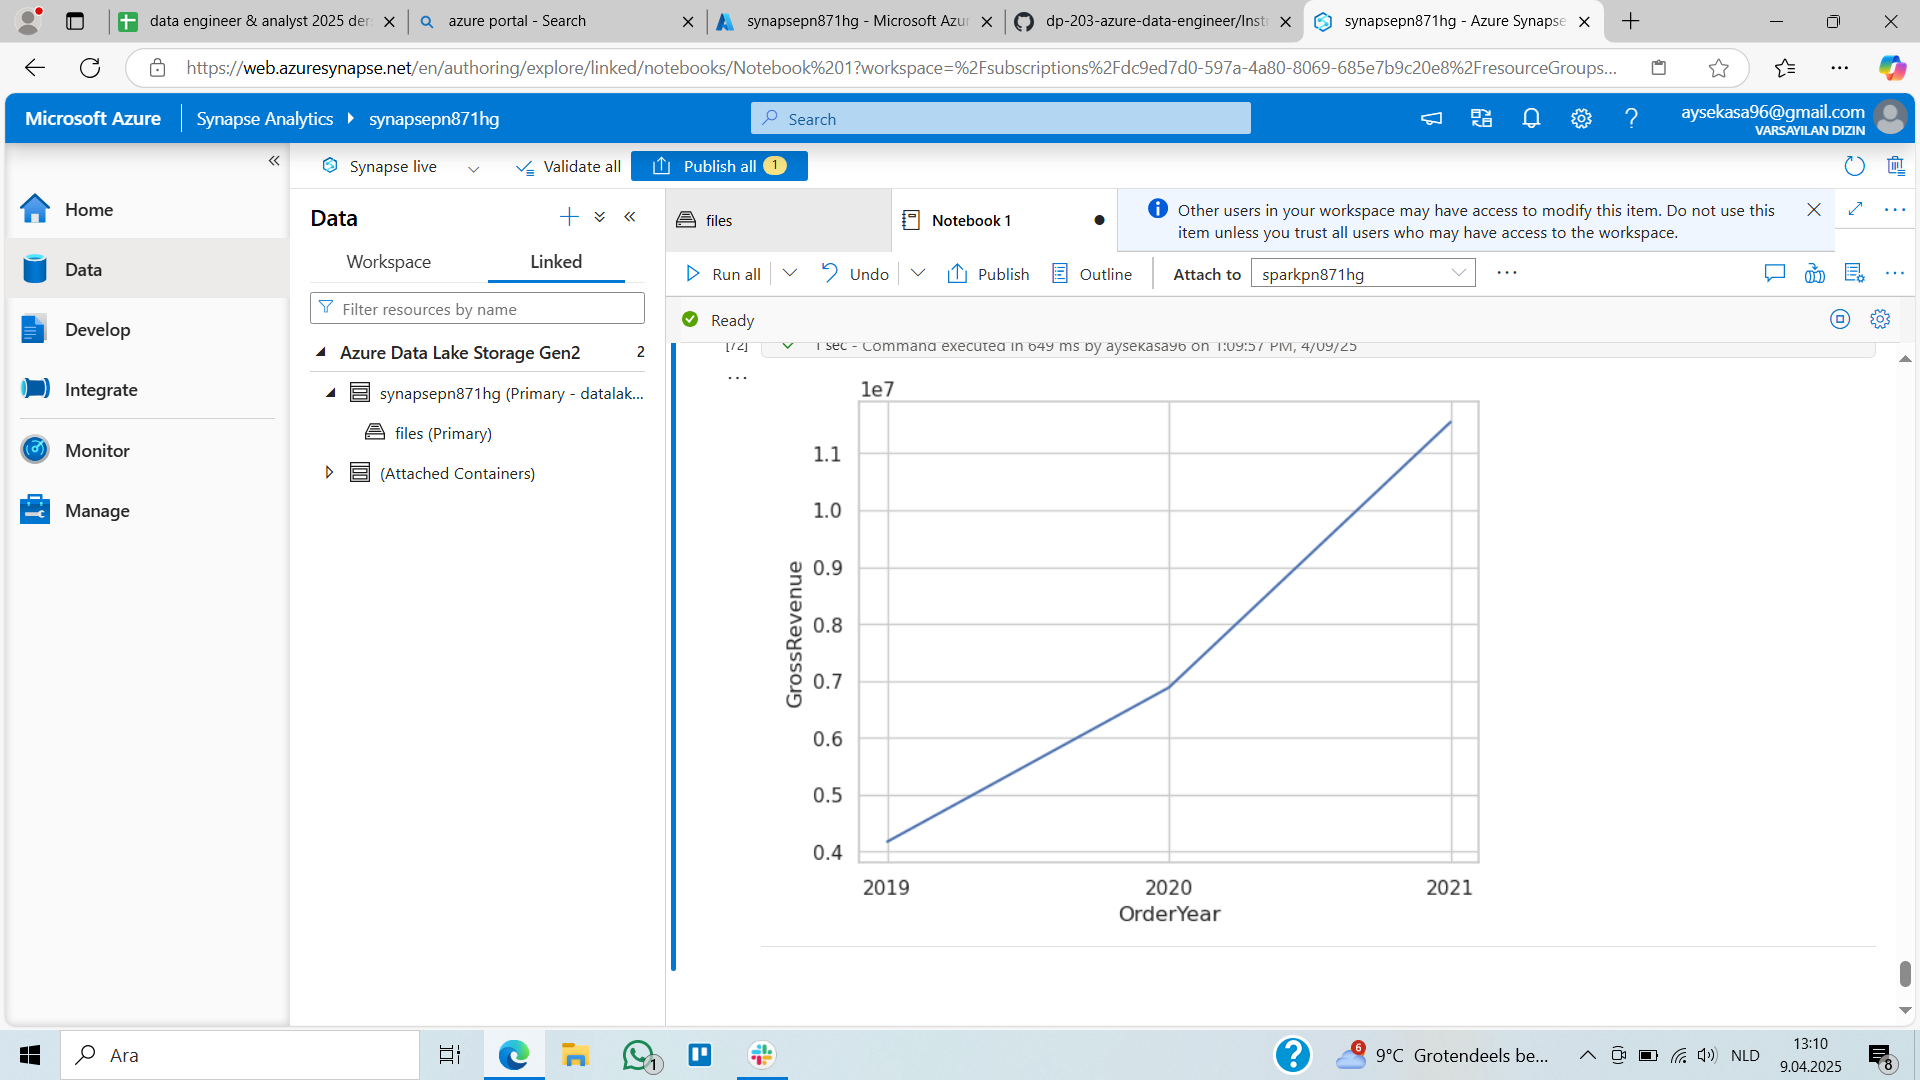 data engineer & analyst 2025 der
azure portal - Search
synapsepn871hg - Microsoft Azur
dp-203-azure-data-engineer/Instr
synapsepn871hg - Azure Synapse
https://web.azuresynapse.net/en/authoring/explore/linked/notebooks/Notebook%201?workspace=%2Fsubscriptions%2Fdc9ed7d0-597a-4a80-8069-685e7b9c20e8%2FresourceGroups...
Microsoft Azure
Synapse Analytics
synapsepn871hg
Search
aysekasa96@gmail.com
VARSAYILAN DIZIN
Synapse live
Validate all
Publish all 1
Home
Data
Develop
Integrate
Monitor
Manage
Data
Workspace
Linked
Filter resources by name
Azure Data Lake Storage Gen2 2
synapsepn871hg (Primary - datalak...
files (Primary)
(Attached Containers)
files
Notebook 1
Other users in your workspace may have access to modify this item. Do not use this
item unless you trust all users who may have access to the workspace.
Run all
Undo
Publish
Outline
Attach to
sparkpn871hg
Ready
[72]
1 sec - Command executed in 649 ms by aysekasa96 on 1:09:57 PM, 4/09/25
1e7
1.1
1.0
0.9
0.8
0.7
0.6
0.5
0.4
GrossRevenue
2019
2020
2021
OrderYear
Ara
1
6
9°C Grotendeels be...
NLD
13:10
9.04.2025
8